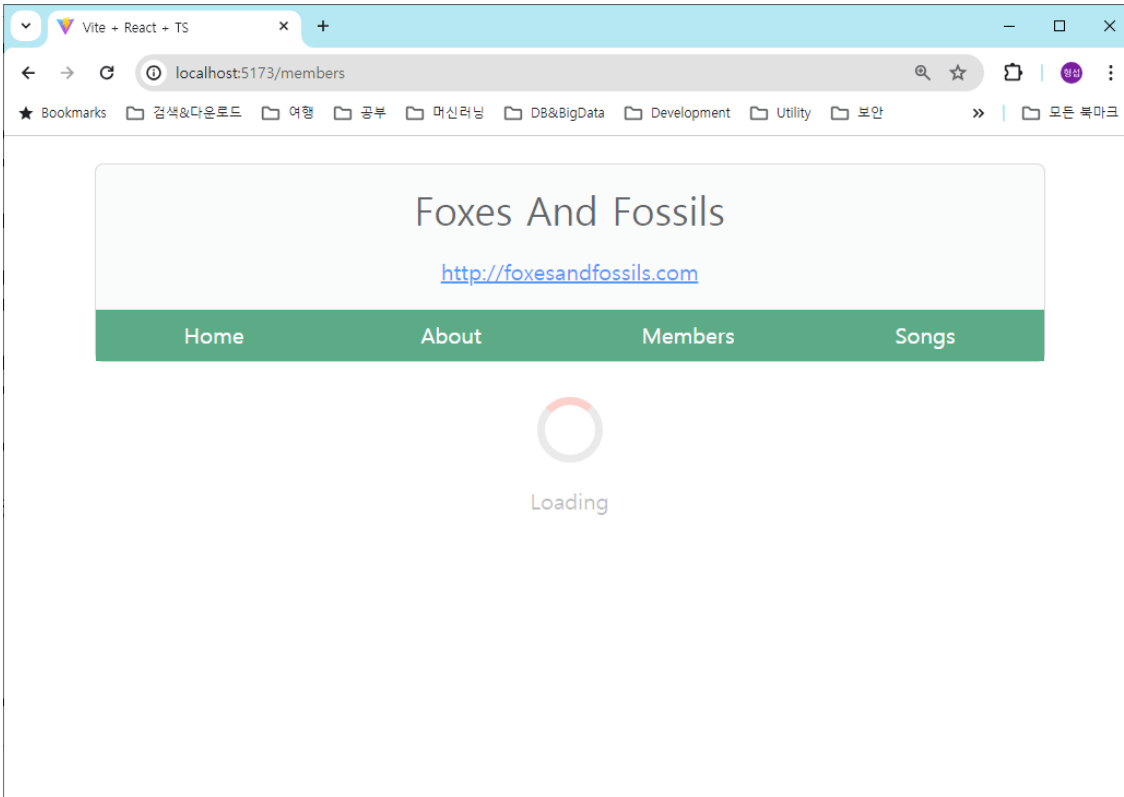 Vite + React + TS
localhost:5173/members
형섭
Bookmarks 검색&다운로드 여행 공부 머신러닝 DB&BigData Development Utility 보안 » 모든 북마크
Foxes And Fossils
http://foxesandfossils.com
Home About Members Songs
Loading